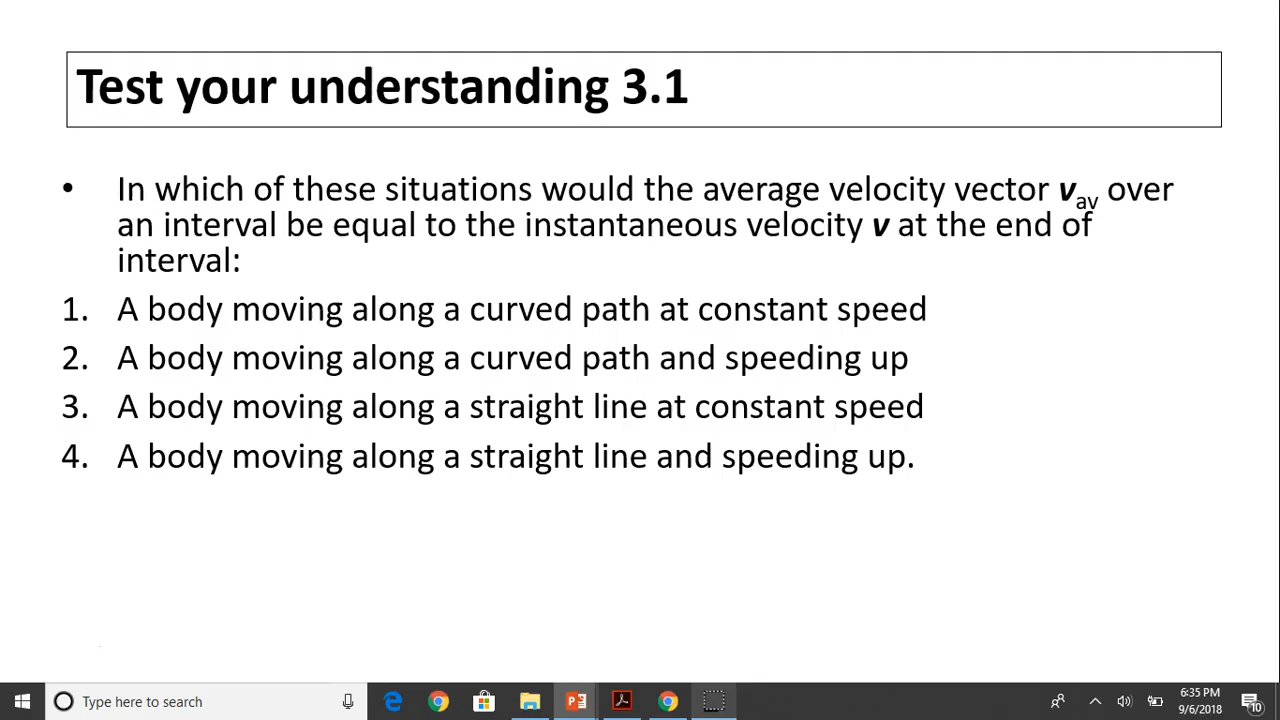 Test your understanding 3.1
• In which of these situations would the average velocity vector vav over
an interval be equal to the instantaneous velocity v at the end of
interval:
1. A body moving along a curved path at constant speed
2. A body moving along a curved path and speeding up
3. A body moving along a straight line at constant speed
4. A body moving along a straight line and speeding up.
Type here to search
6:35 PM
9/6/2018
10